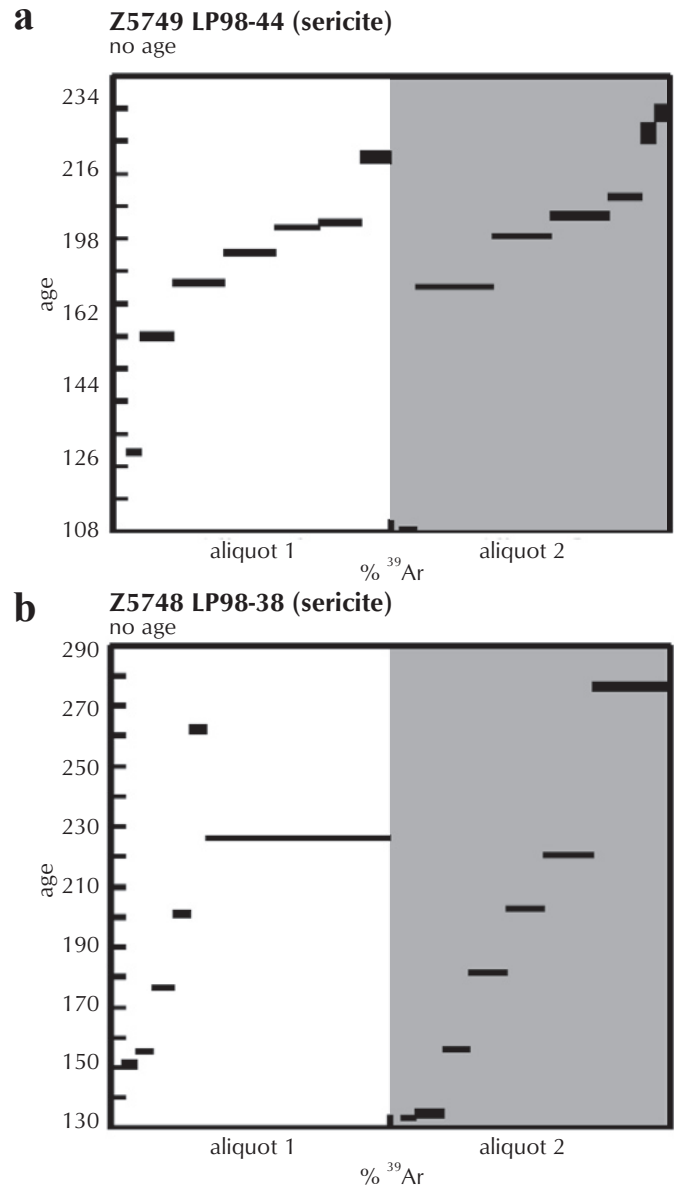 a
Z5749 LP98-44 (sericite)
no age
234
216
198
162
144
126
108
age
aliquot 1
aliquot 2
% ³⁹Ar
b
Z5748 LP98-38 (sericite)
no age
290
270
250
230
210
190
170
150
130
age
aliquot 1
aliquot 2
% ³⁹Ar